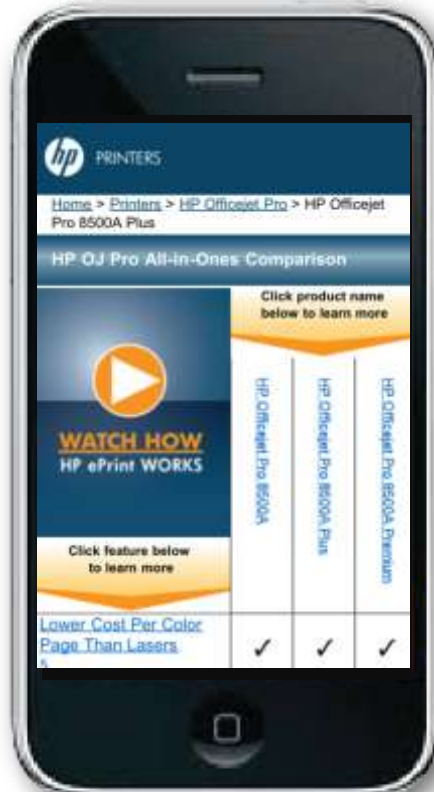 hp PRINTERS
Home > Printers > HP Officejet Pro > HP Officejet
Pro 8500A Plus
HP OJ Pro All-in-Ones Comparison
Click product name
below to learn more
WATCH HOW
HP ePrint WORKS
HP Officejet Pro 8500A
HP Officejet Pro 8500A Plus
HP Officejet Pro 8500A Premium
Click feature below
to learn more
Lower Cost Per Color
Page Than Lasers
✓ ✓ ✓